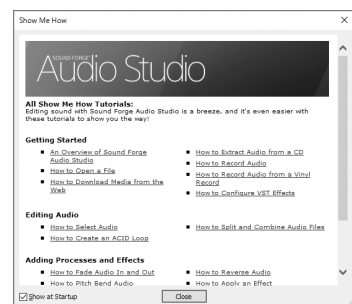 Show Me How
SOUND FORGE™
Audio Studio
All Show Me How Tutorials:
Editing sound with Sound Forge Audio Studio is a breeze, and it's even easier with
these tutorials to show you the way!
Getting Started
An Overview of Sound Forge
Audio Studio
How to Open a File
How to Download Media from the
Web
How to Extract Audio from a CD
How to Record Audio
How to Record Audio from a Vinyl
Record
How to Configure VST Effects
Editing Audio
How to Select Audio
How to Create an ACID Loop
How to Split and Combine Audio Files
Adding Processes and Effects
How to Fade Audio In and Out
How to Pitch Bend Audio
How to Reverse Audio
How to Apply an Effect
Show at Startup
Close